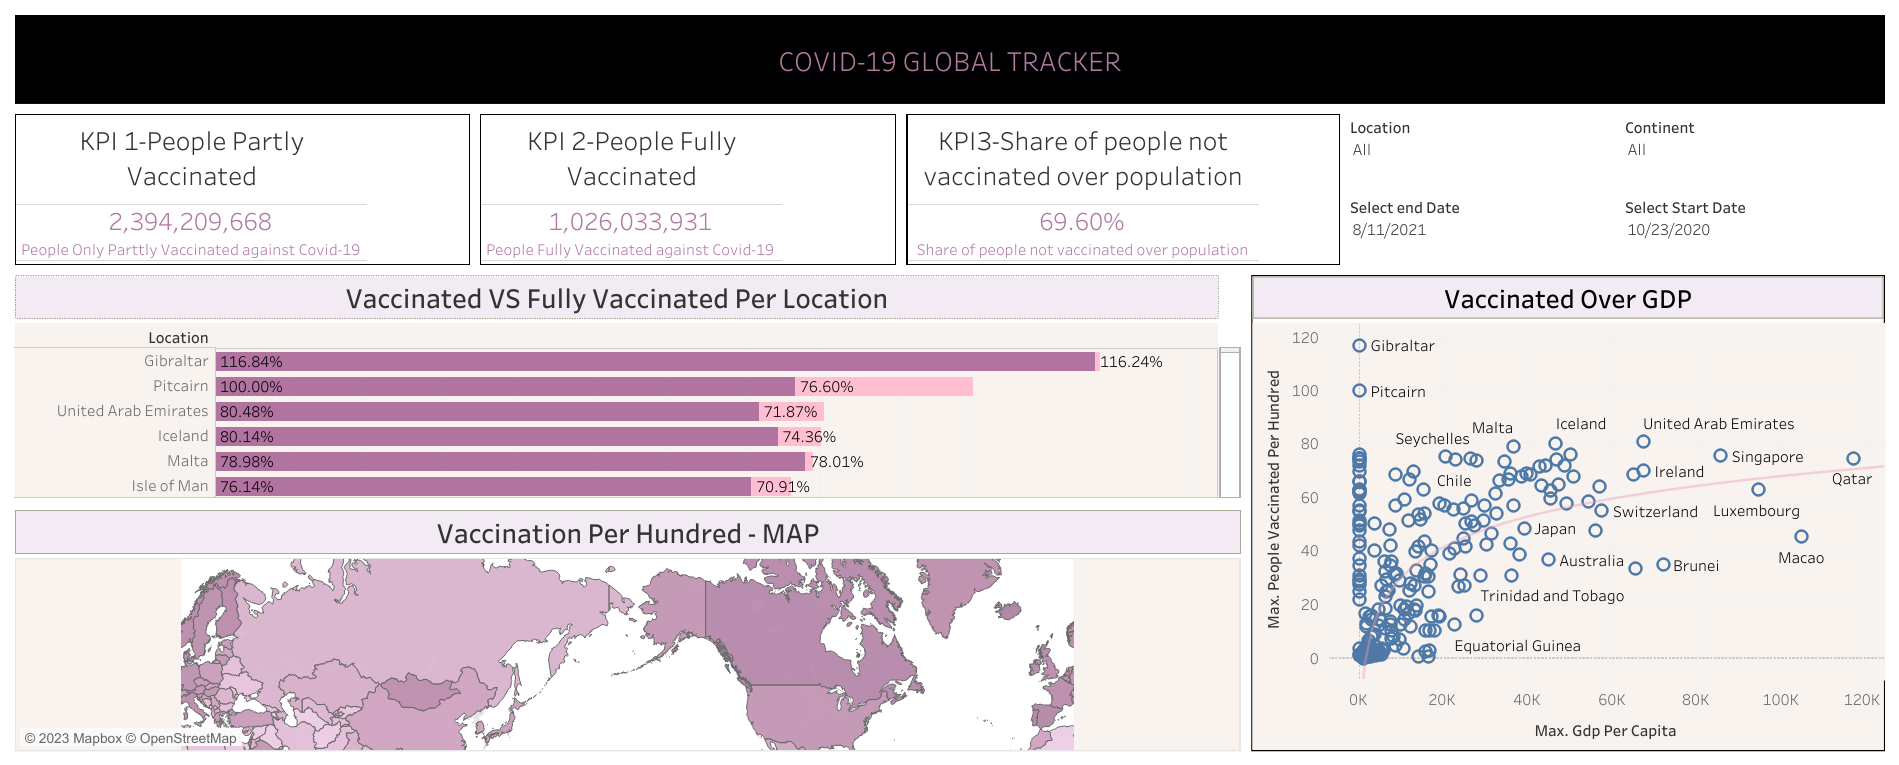 COVID-19 GLOBAL TRACKER
KPI 1-People Partly
Vaccinated
2,394,209,668
People Only Parttly Vaccinated against Covid-19
KPI 2-People Fully
Vaccinated
1,026,033,931
People Fully Vaccinated against Covid-19
KPI3-Share of people not
vaccinated over population
69.60%
Share of people not vaccinated over population
Location
All
Continent
All
Select end Date
8/11/2021
Select Start Date
10/23/2020
Vaccinated VS Fully Vaccinated Per Location
Location
Gibraltar 116.84% 116.24%
Pitcairn 100.00% 76.60%
United Arab Emirates 80.48% 71.87%
Iceland 80.14% 74.36%
Malta 78.98% 78.01%
Isle of Man 76.14% 70.91%
Vaccination Per Hundred - MAP
© 2023 Mapbox © OpenStreetMap
Vaccinated Over GDP
Max. People Vaccinated Per Hundred
120
100
80
60
40
20
0
Gibraltar
Pitcairn
Iceland
United Arab Emirates
Malta
Seychelles
Singapore
Ireland
Chile
Qatar
Switzerland
Luxembourg
Japan
Macao
Australia
Brunei
Trinidad and Tobago
Equatorial Guinea
0K 20K 40K 60K 80K 100K 120K
Max. Gdp Per Capita